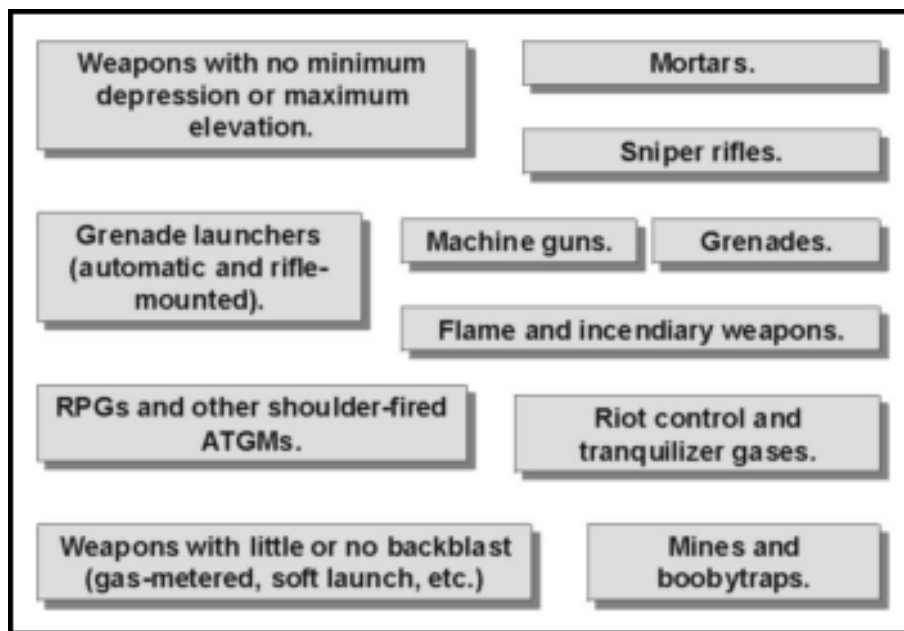 Weapons with no minimum
depression or maximum
elevation.
Mortars.
Sniper rifles.
Grenade launchers
(automatic and rifle-
mounted).
Machine guns.
Grenades.
Flame and incendiary weapons.
RPGs and other shoulder-fired
ATGMs.
Riot control and
tranquilizer gases.
Weapons with little or no backblast
(gas-metered, soft launch, etc.)
Mines and
boobytraps.